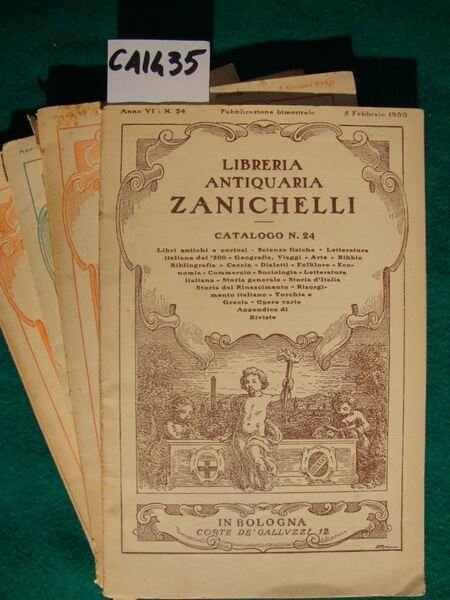 CA1435
5 Giugno 1930
Anno VI - N. 24 Pubblicazione bimestrale 5 Febbraio 1930
LIBRERIA
ANTIQUARIA
ZANICHELLI
CATALOGO N. 24
Libri antichi e curiosi - Scienze fisiche - Letteratura
italiana del '500 - Geografia, Viaggi - Arte - Bibbie
Bibliografia - Caccia - Dialetti - Folklore - Eco-
nomia - Commercio - Sociologia - Letteratura
italiana - Storia generale - Storia d'Italia
Storia del Rinascimento - Risorgi-
mento italiano - Turchia e
Grecia - Opere varie
Appendice di
Riviste
IN BOLOGNA
CORTE DE' GALLUZZI, 12